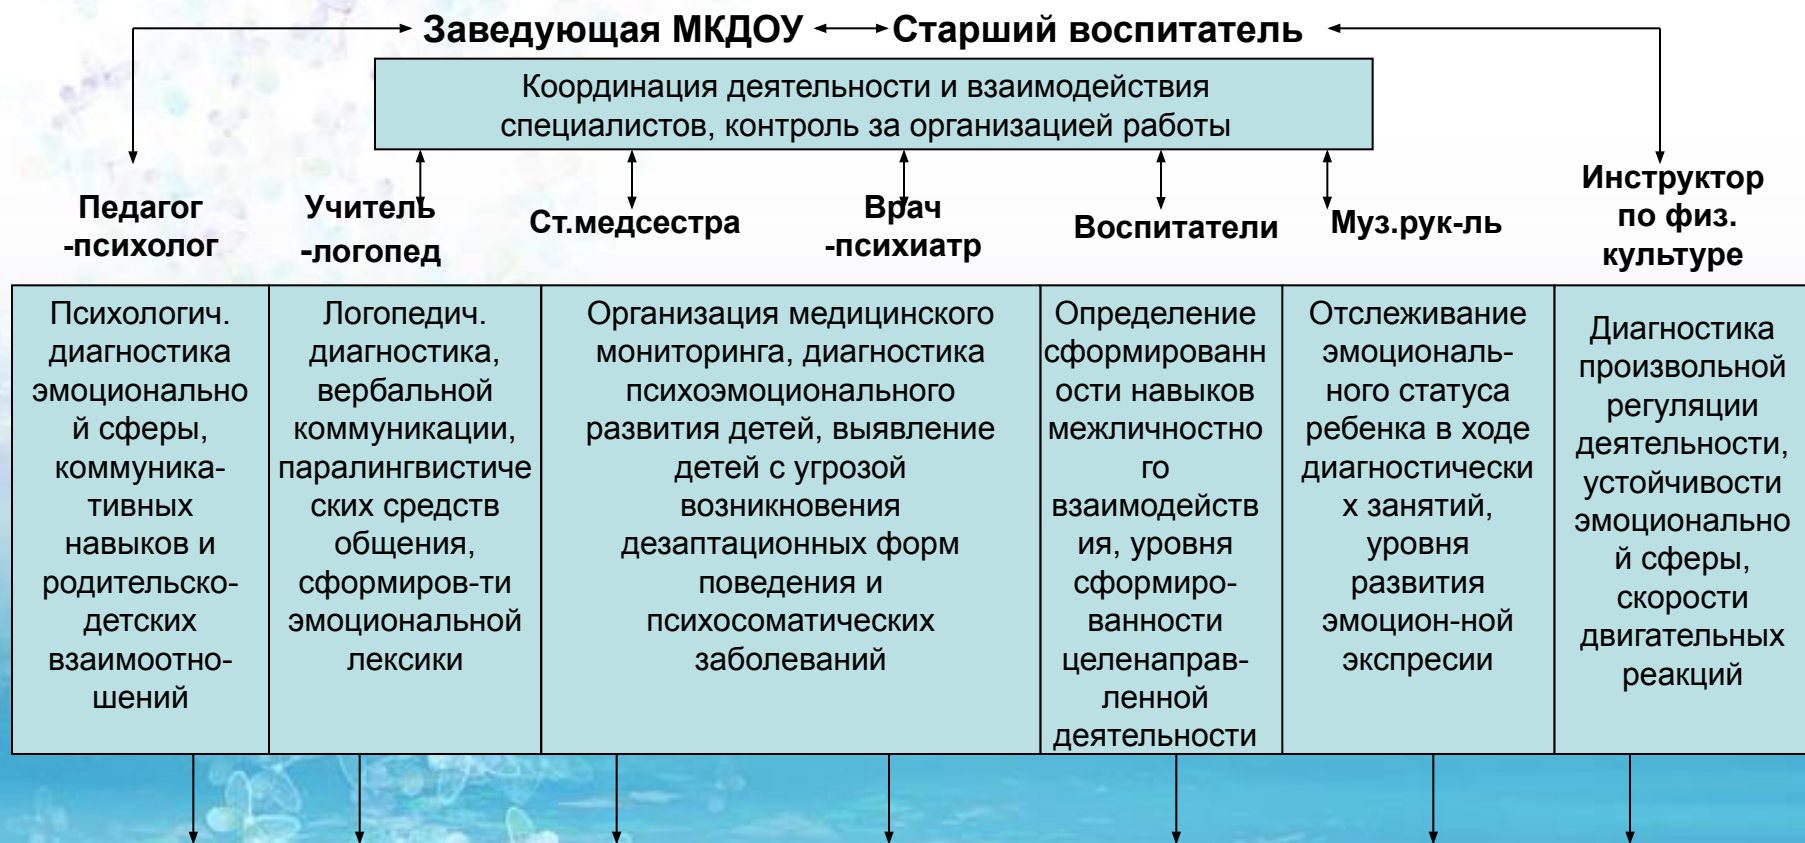 Заведующая МКДОУ
Старший воспитатель
Координация деятельности и взаимодействия
специалистов, контроль за организацией работы
Педагог
-психолог
Учитель
-логопед
Ст.медсестра
Врач
-психиатр
Воспитатели
Муз.рук-ль
Инструктор
по физ.
культуре
Психологич.
диагностика
эмоционально
й сферы,
коммуника-
тивных
навыков и
родительско-
детских
взаимоотно-
шений
Логопедич.
диагностика,
вербальной
коммуникации,
паралингвистиче
ских средств
общения,
сформиров-ти
эмоциональной
лексики
Организация медицинского
мониторинга, диагностика
психоэмоционального
развития детей, выявление
детей с угрозой
возникновения
дезаптационных форм
поведения и
психосоматических
заболеваний
Определение
сформированн
ости навыков
межличностно
го
взаимодейств
ия, уровня
сформиро-
ванности
целенаправ-
ленной
деятельности
Отслеживание
эмоциональ-
ного статуса
ребенка в ходе
диагностически
х занятий,
уровня
развития
эмоцион-ной
экспресии
Диагностика
произвольной
регуляции
деятельности,
устойчивости
эмоционально
й сферы,
скорости
двигательных
реакций